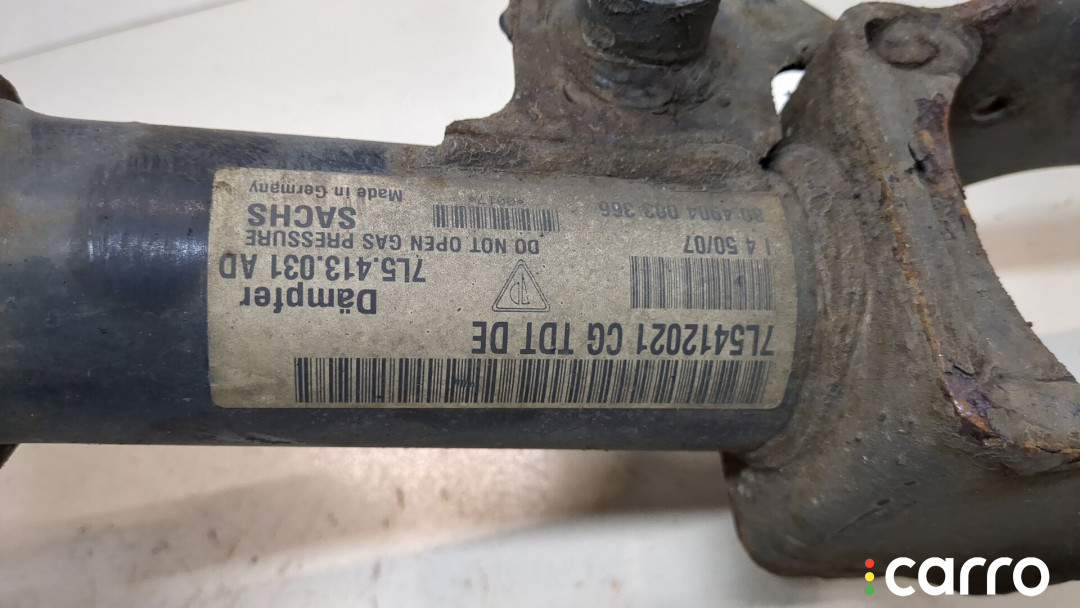 7L5412021 CG TDT DE
Dämpfer
7L5.413.031 AD
I 4 50/07
DO NOT OPEN GAS PRESSURE
SACHS
80 4904 003 366
Made in Germany
carro